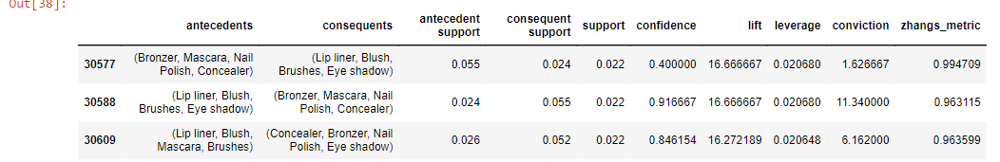 Out[38]:
antecedents consequents antecedent support consequent support support confidence lift leverage conviction zhangs_metric
30577 (Bronzer, Mascara, Nail Polish, Concealer) (Lip liner, Blush, Brushes, Eye shadow) 0.055 0.024 0.022 0.400000 16.666667 0.020680 1.626667 0.994709
30588 (Lip liner, Blush, Brushes, Eye shadow) (Bronzer, Mascara, Nail Polish, Concealer) 0.024 0.055 0.022 0.916667 16.666667 0.020680 11.340000 0.963115
30609 (Lip liner, Blush, Mascara, Brushes) (Concealer, Bronzer, Nail Polish, Eye shadow) 0.026 0.052 0.022 0.846154 16.272189 0.020648 6.162000 0.963599